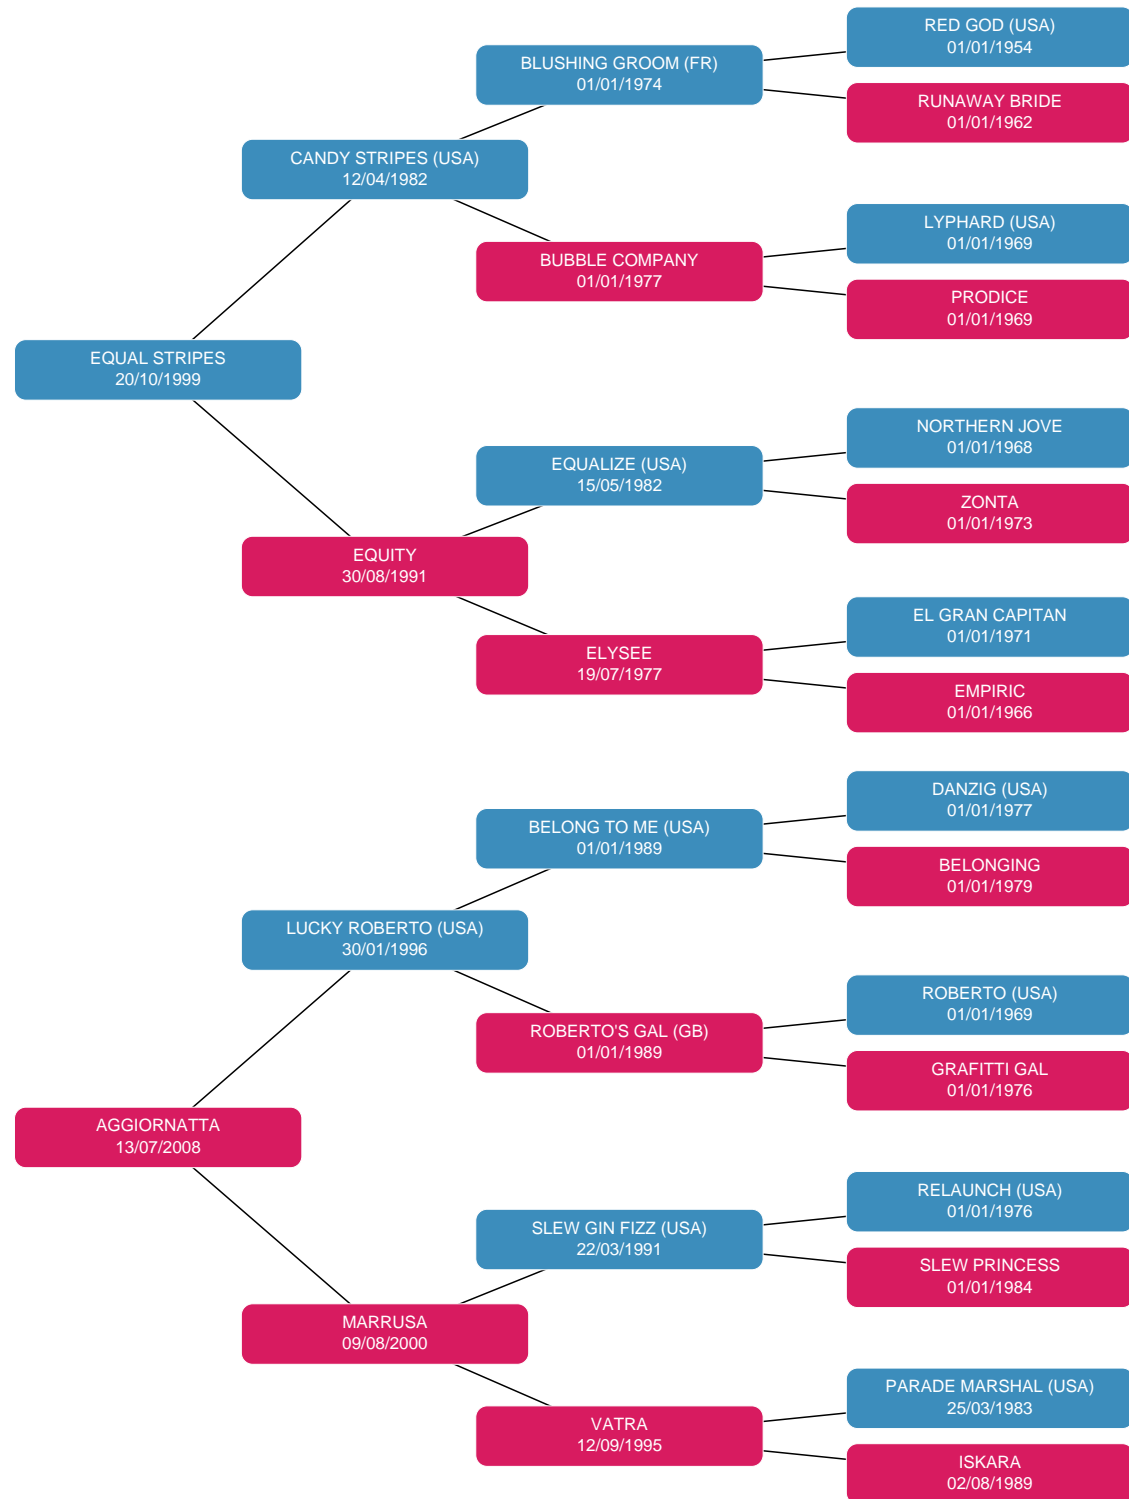 RED GOD (USA)
01/01/1954
BLUSHING GROOM (FR)
01/01/1974
RUNAWAY BRIDE
01/01/1962
CANDY STRIPES (USA)
12/04/1982
LYPHARD (USA)
01/01/1969
BUBBLE COMPANY
01/01/1977
PRODICE
01/01/1969
EQUAL STRIPES
20/10/1999
NORTHERN JOVE
01/01/1968
EQUALIZE (USA)
15/05/1982
ZONTA
01/01/1973
EQUITY
30/08/1991
EL GRAN CAPITAN
01/01/1971
ELYSEE
19/07/1977
EMPIRIC
01/01/1966
DANZIG (USA)
01/01/1977
BELONG TO ME (USA)
01/01/1989
BELONGING
01/01/1979
LUCKY ROBERTO (USA)
30/01/1996
ROBERTO (USA)
01/01/1969
ROBERTO'S GAL (GB)
01/01/1989
GRAFITTI GAL
01/01/1976
AGGIORNATTA
13/07/2008
RELAUNCH (USA)
01/01/1976
SLEW GIN FIZZ (USA)
22/03/1991
SLEW PRINCESS
01/01/1984
MARRUSA
09/08/2000
PARADE MARSHAL (USA)
25/03/1983
VATRA
12/09/1995
ISKARA
02/08/1989